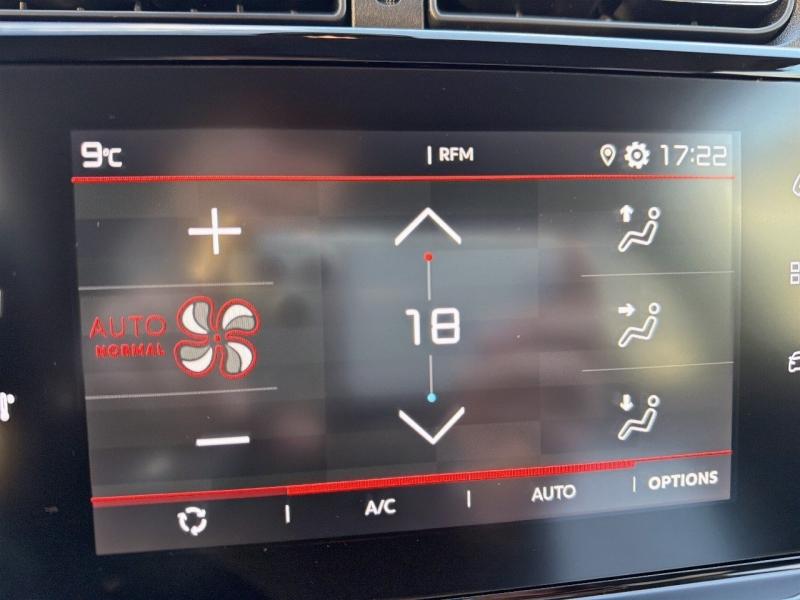 9°C | RFM 17:22
AUTO
NORMAL
18
A/C | AUTO | OPTIONS